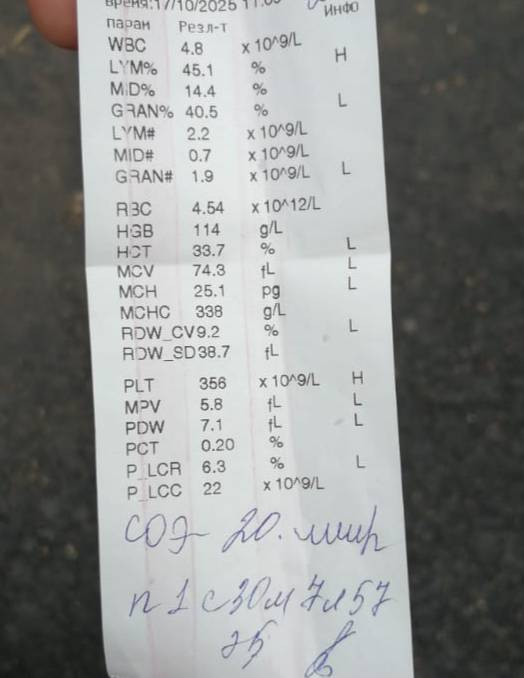 время:17/10/2025 11:0
парам Резл-т Инфо
WBC 4.8 x 10^9/L
LYM% 45.1 % H
MID% 14.4 %
GRAN% 40.5 % L
LYM# 2.2 x 10^9/L
MID# 0.7 x 10^9/L
GRAN# 1.9 x 10^9/L L
RBC 4.54 x 10^12/L
HGB 114 g/L
HCT 33.7 % L
MCV 74.3 fL L
MCH 25.1 pg L
MCHC 338 g/L
RDW_CV 9.2 % L
RDW_SD 38.7 fL
PLT 356 x 10^9/L H
MPV 5.8 fL L
PDW 7.1 fL L
PCT 0.20 %
P_LCR 6.3 % L
P_LCC 22 x 10^9/L
СОЭ- 20.
п 1 с 30 м 7 л 57